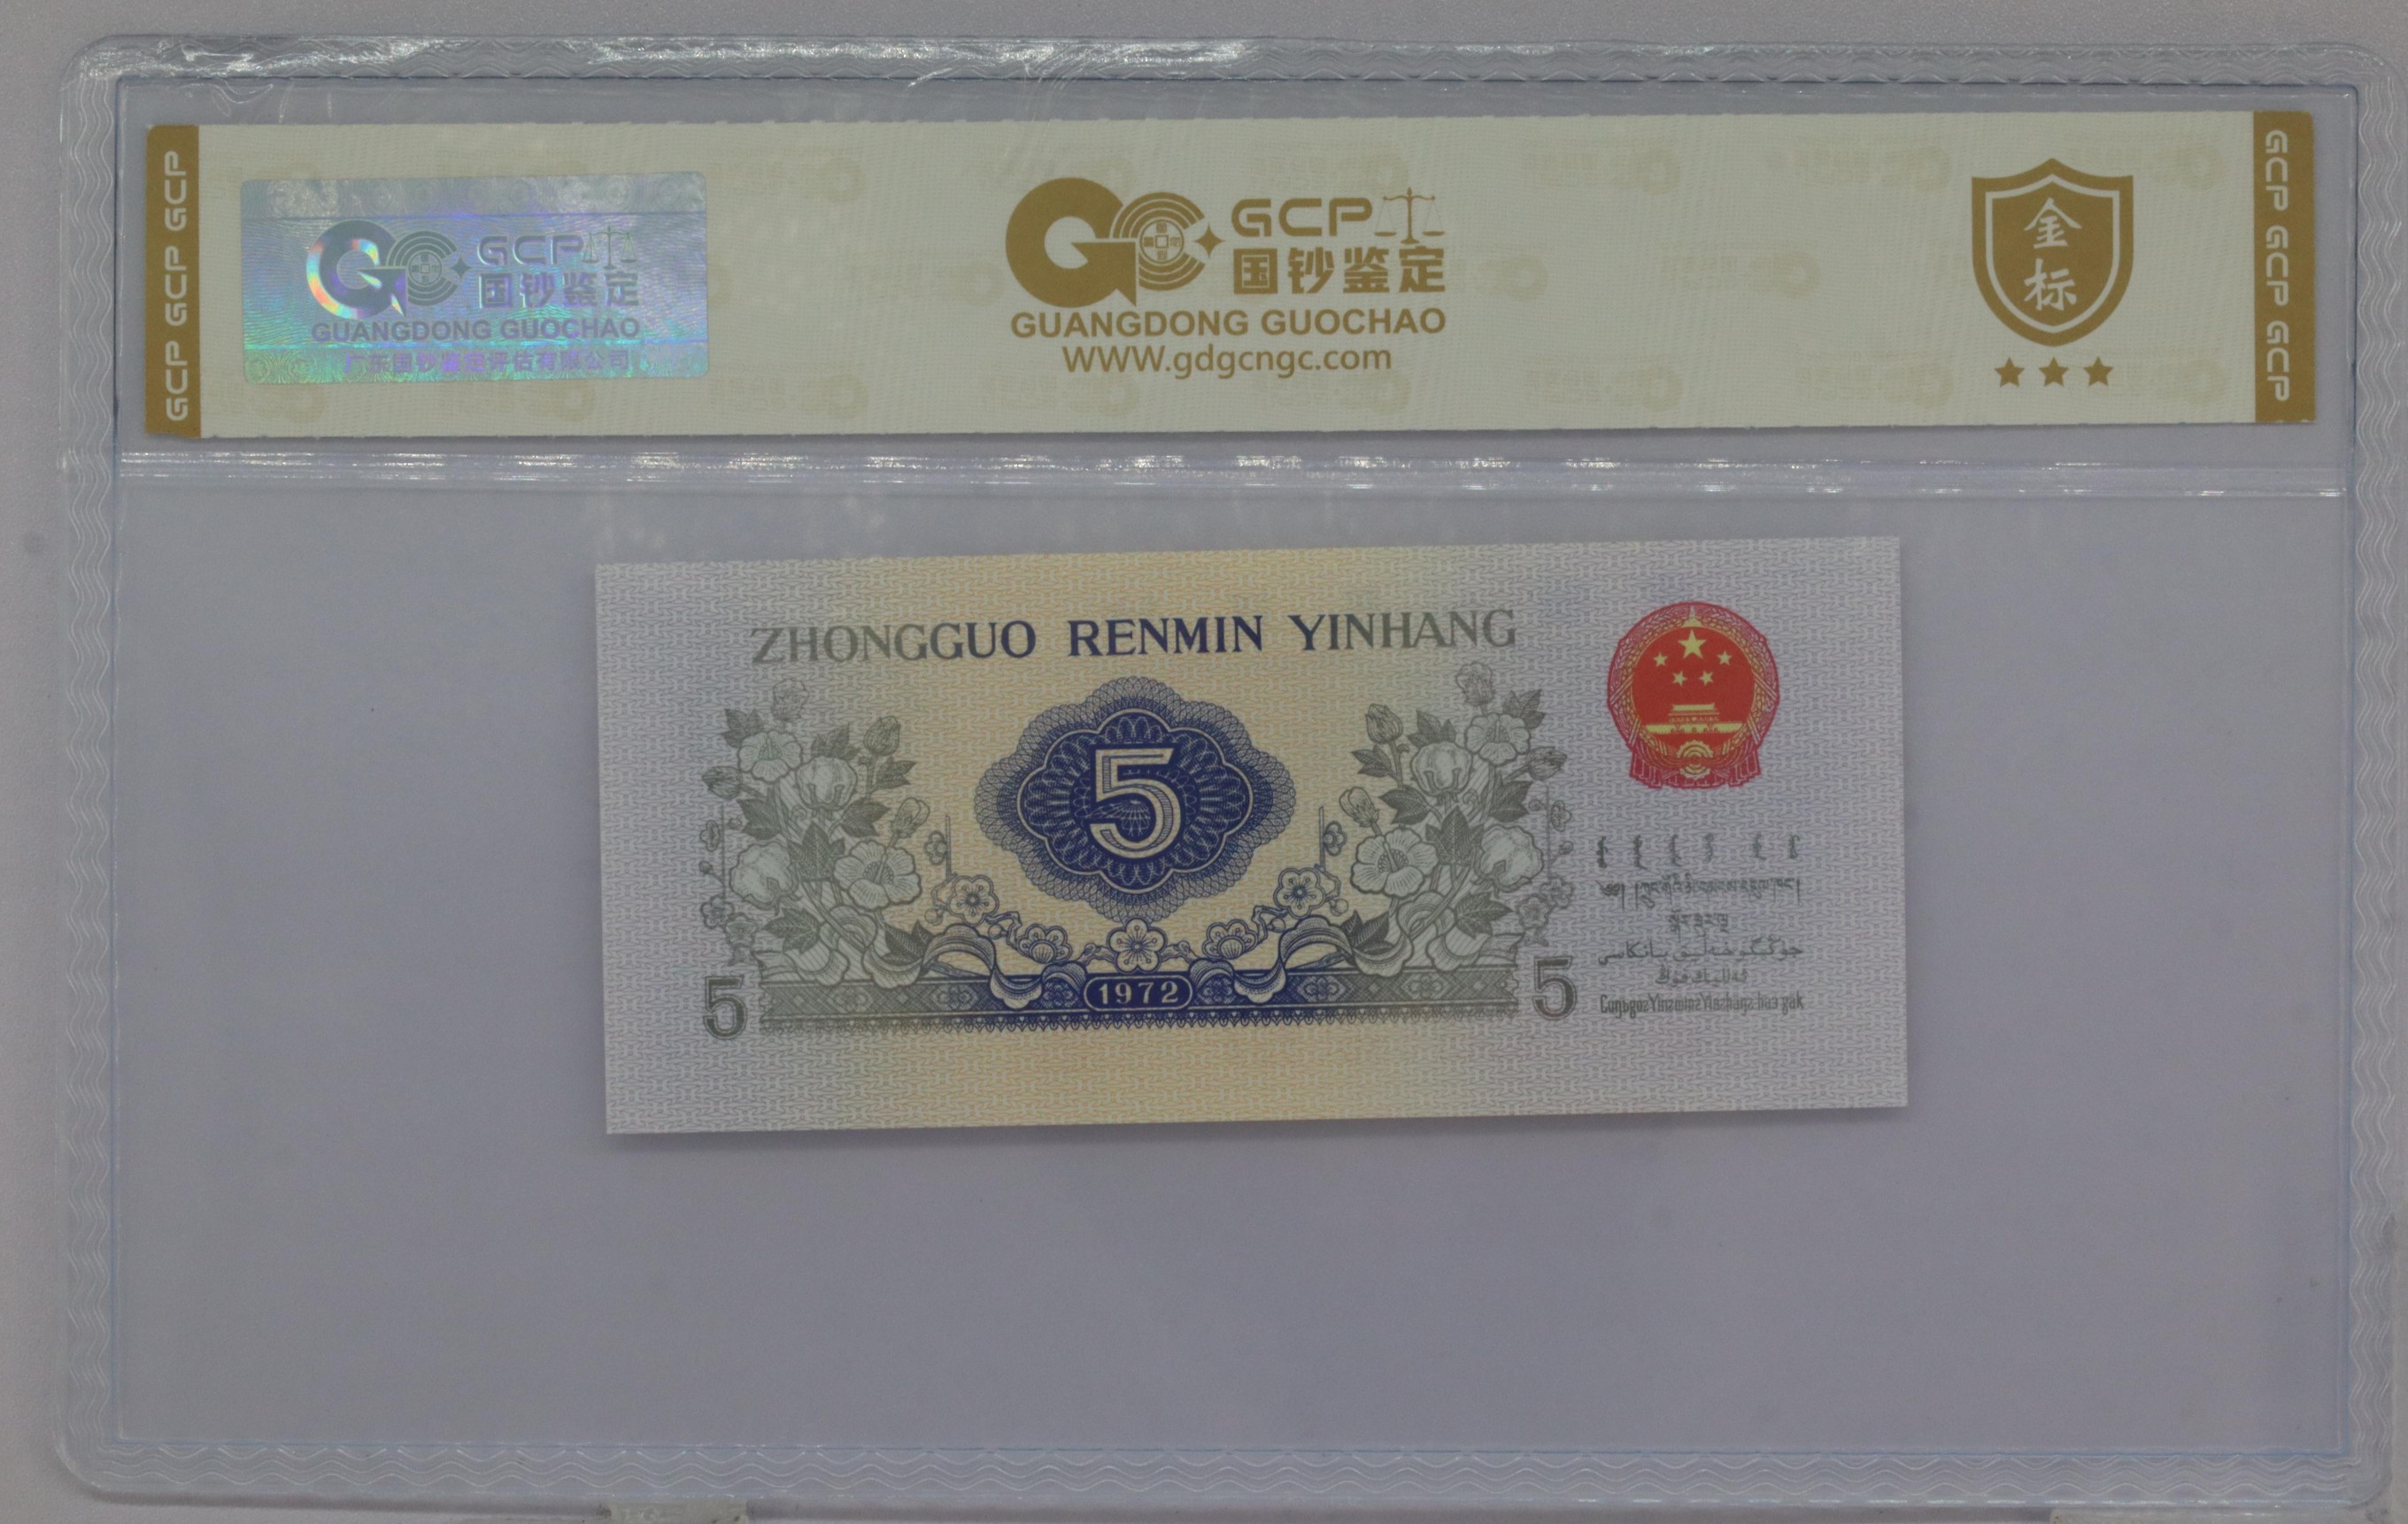 GCP GCP GCP
GCP
国钞鉴定
GUANGDONG GUOCHAO
广东国钞鉴定评估有限公司
GCP
国钞鉴定
GUANGDONG GUOCHAO
WWW.gdgcngc.com
金
标
GCP GCP GCP
ZHONGGUO RENMIN YINHANG
5
5
1972
5